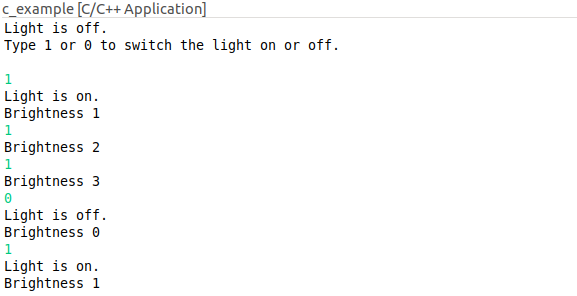 c_example [C/C++ Application]
Light is off.
Type 1 or 0 to switch the light on or off.
1
Light is on.
Brightness 1
1
Brightness 2
1
Brightness 3
0
Light is off.
Brightness 0
1
Light is on.
Brightness 1